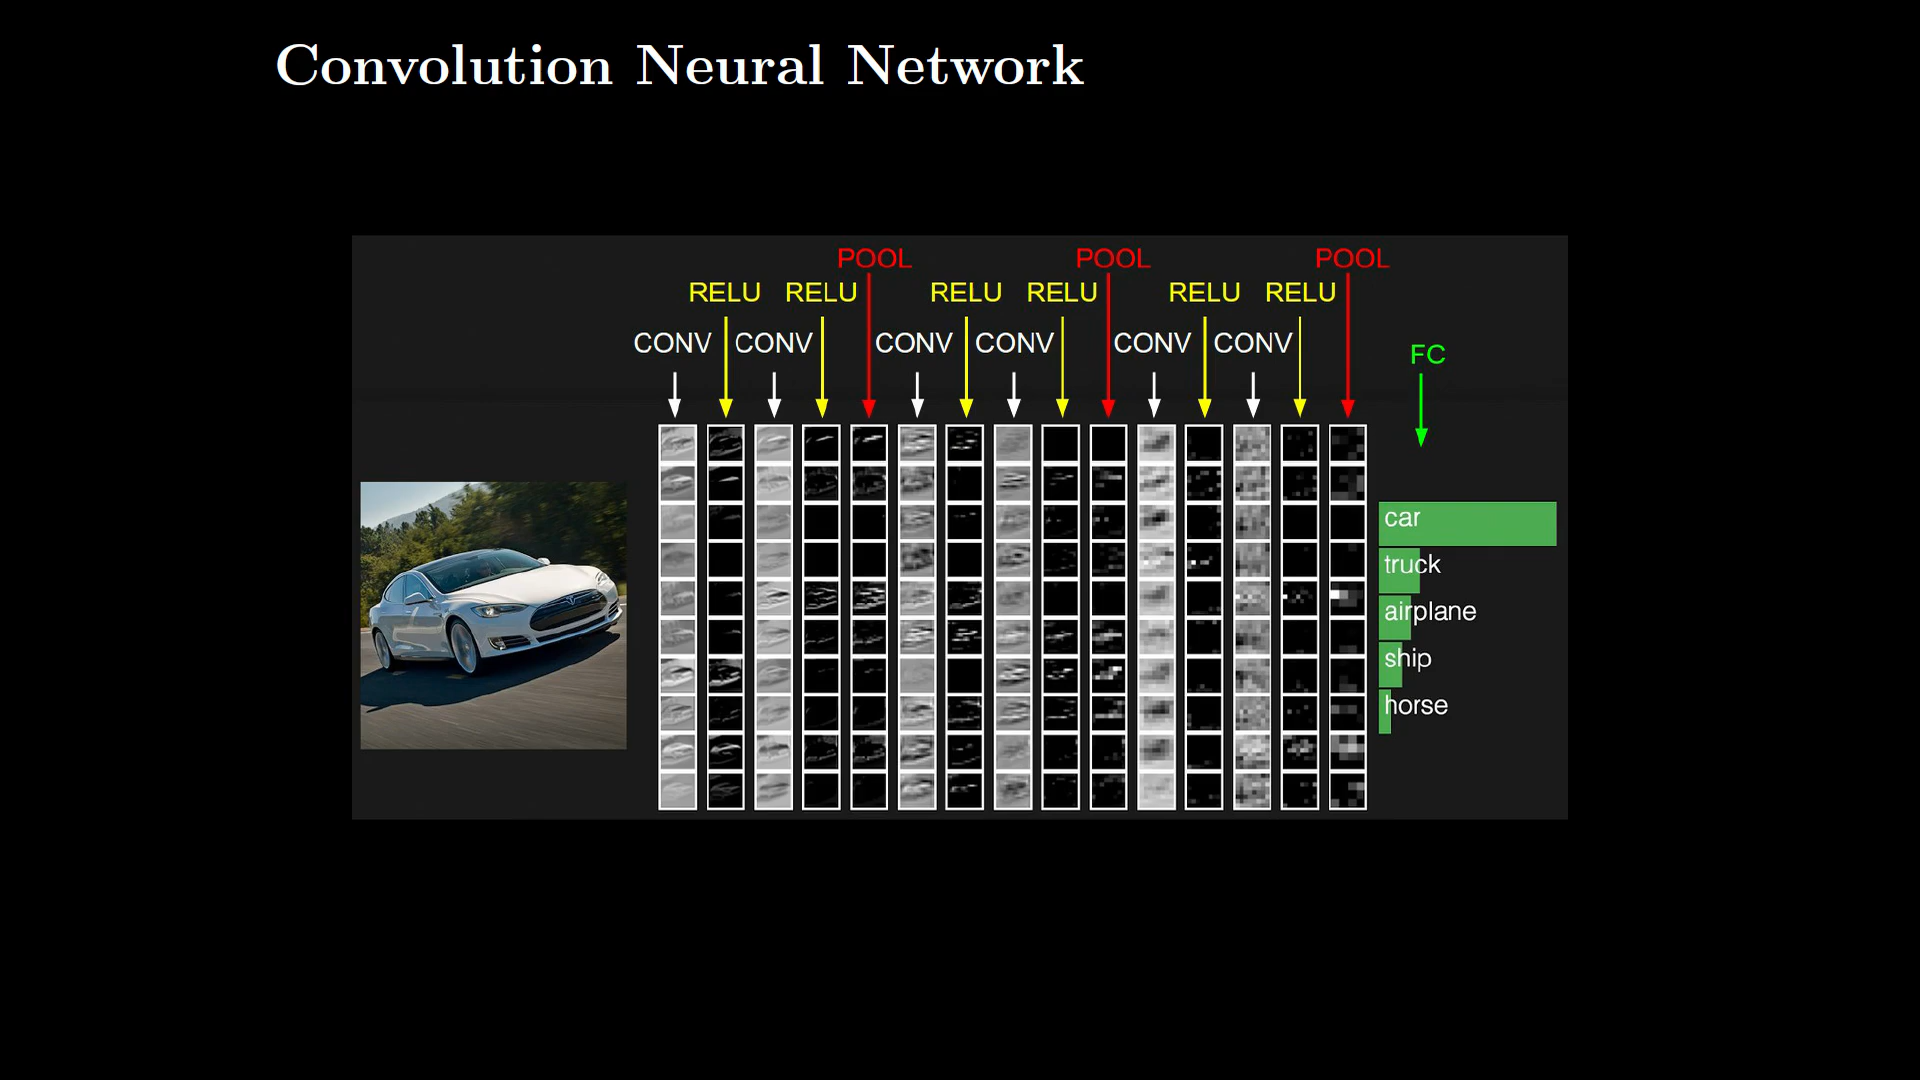 Convolution Neural Network
POOL POOL POOL
RELU RELU RELU RELU RELU RELU
CONV CONV CONV CONV CONV CONV
FC
car
truck
airplane
ship
horse